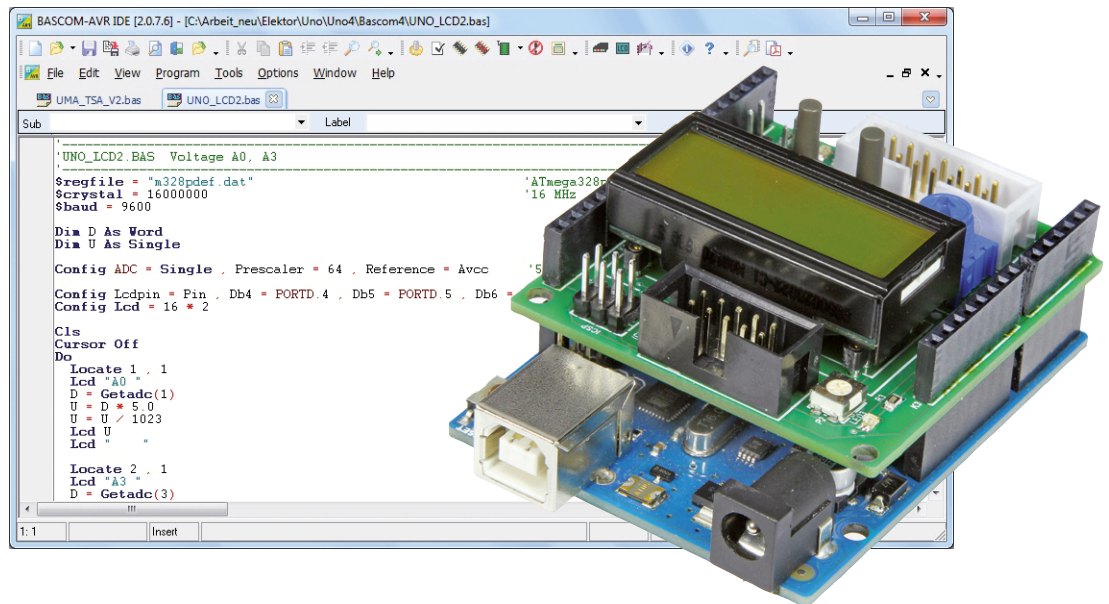 BASCOM-AVR IDE [2.0.7.6] - [C:\Arbeit_neu\Elektor\Uno\Uno4\Bascom4\UNO_LCD2.bas]
File Edit View Program Tools Options Window Help
UMA_TSA_V2.bas UNO_LCD2.bas
Sub Label
'UNO_LCD2.BAS Voltage A0, A3
$regfile = "m328pdef.dat" 'ATmega328p
$crystal = 16000000 '16 MHz
$baud = 9600
Dim D As Word
Dim U As Single
Config ADC = Single , Prescaler = 64 , Reference = Avcc '5
Config Lcdpin = Pin , Db4 = PORTD.4 , Db5 = PORTD.5 , Db6 =
Config Lcd = 16 * 2
Cls
Cursor Off
Do
Locate 1 , 1
Lcd "A0 "
D = Getadc(1)
U = D * 5.0
U = U / 1023
Lcd U
Lcd "    "
Locate 2 , 1
Lcd "A3 "
D = Getadc(3)
1: 1 Insert
ICSP
K3